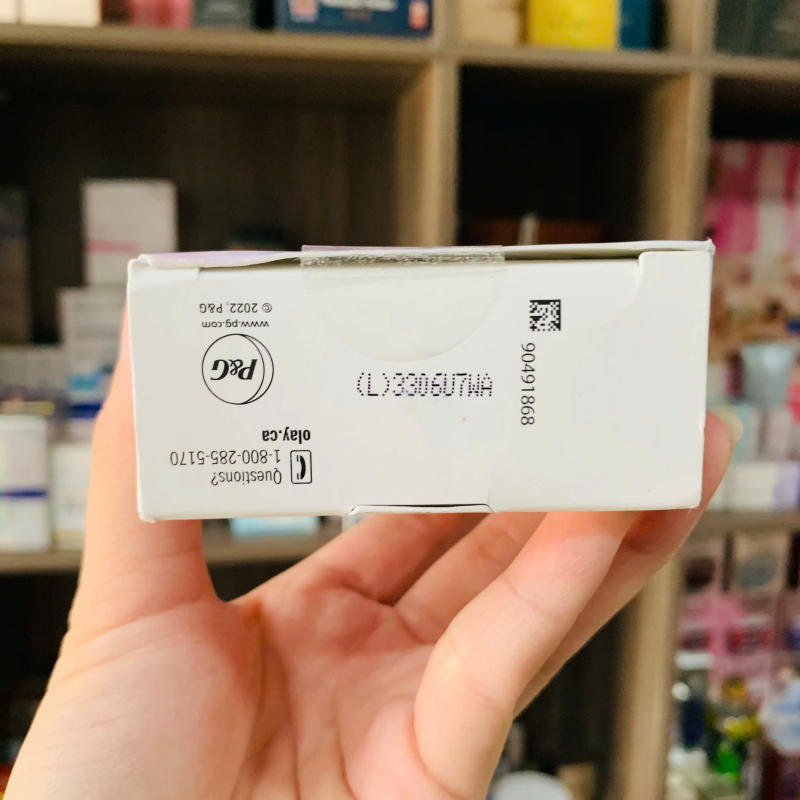 (L)3306U7WA
90491868
Questions?
1-800-285-5170
olay.ca
P&G
www.pg.com
© 2022, P&G